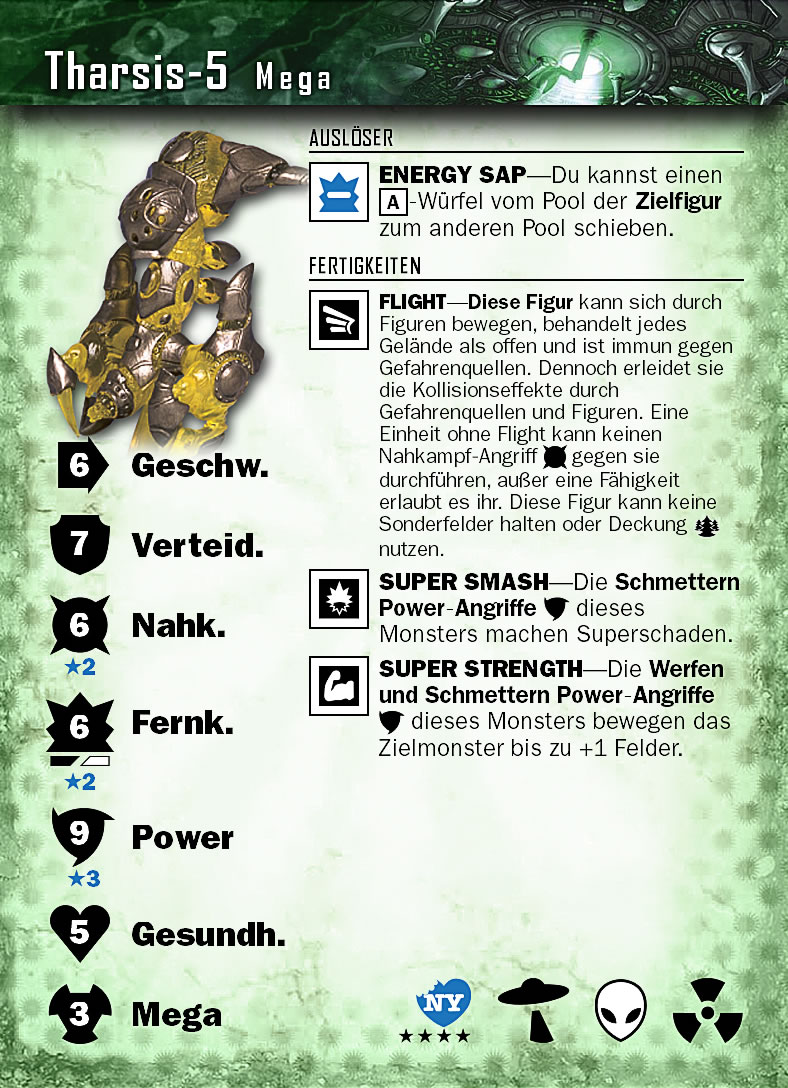 Tharsis-5 Mega
AUSLÖSER
ENERGY SAP—Du kannst einen
A-Würfel vom Pool der Zielfigur
zum anderen Pool schieben.
FERTIGKEITEN
FLIGHT—Diese Figur kann sich durch
Figuren bewegen, behandelt jedes
Gelände als offen und ist immun gegen
Gefahrenquellen. Dennoch erleidet sie
die Kollisionseffekte durch
Gefahrenquellen und Figuren. Eine
Einheit ohne Flight kann keinen
Nahkampf-Angriff gegen sie
durchführen, außer eine Fähigkeit
erlaubt es ihr. Diese Figur kann keine
Sonderfelder halten oder Deckung
nutzen.
SUPER SMASH—Die Schmettern
Power-Angriffe dieses
Monsters machen Superschaden.
SUPER STRENGTH—Die Werfen
und Schmettern Power-Angriffe
dieses Monsters bewegen das
Zielmonster bis zu +1 Felder.
6 Geschw.
7 Verteid.
6 Nahk.
★2
6 Fernk.
★2
9 Power
★3
5 Gesundh.
3 Mega
NY
★★★★